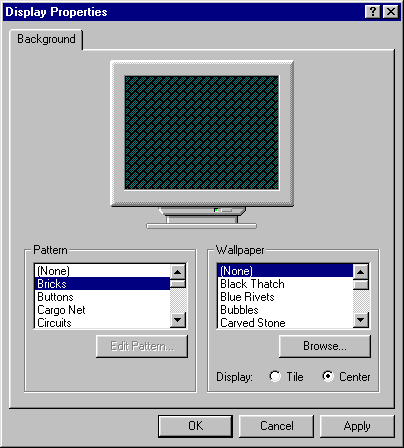 Display Properties
Background
Pattern
(None)
Bricks
Buttons
Cargo Net
Circuits
Edit Pattern...
Wallpaper
(None)
Black Thatch
Blue Rivets
Bubbles
Carved Stone
Browse...
Display: Tile Center
OK Cancel Apply